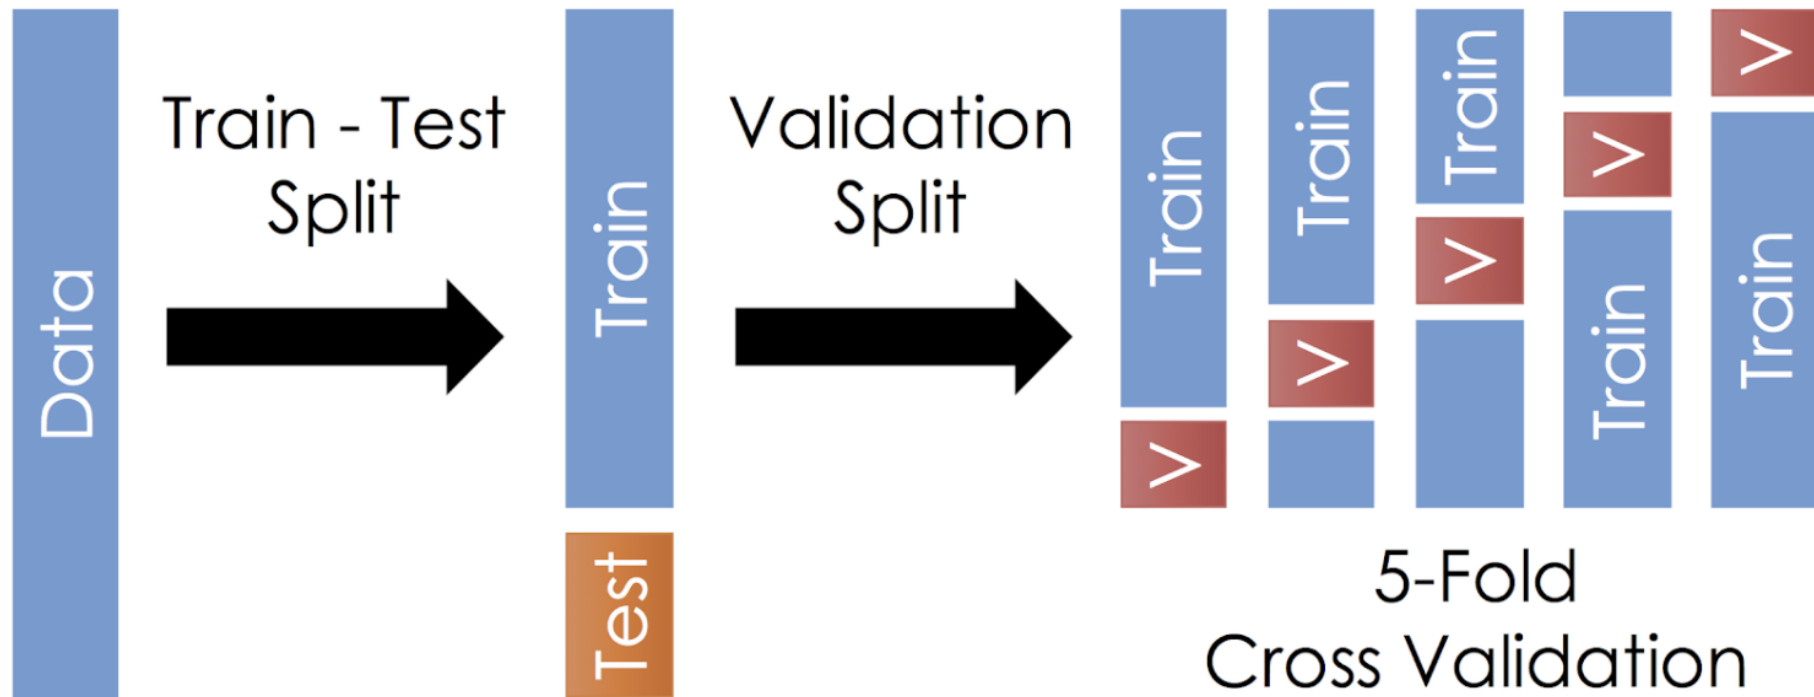 Data
Train - Test
Split
Train
Test
Validation
Split
Train
V
Train
V
Train
V
V
Train
V
Train
5-Fold
Cross Validation